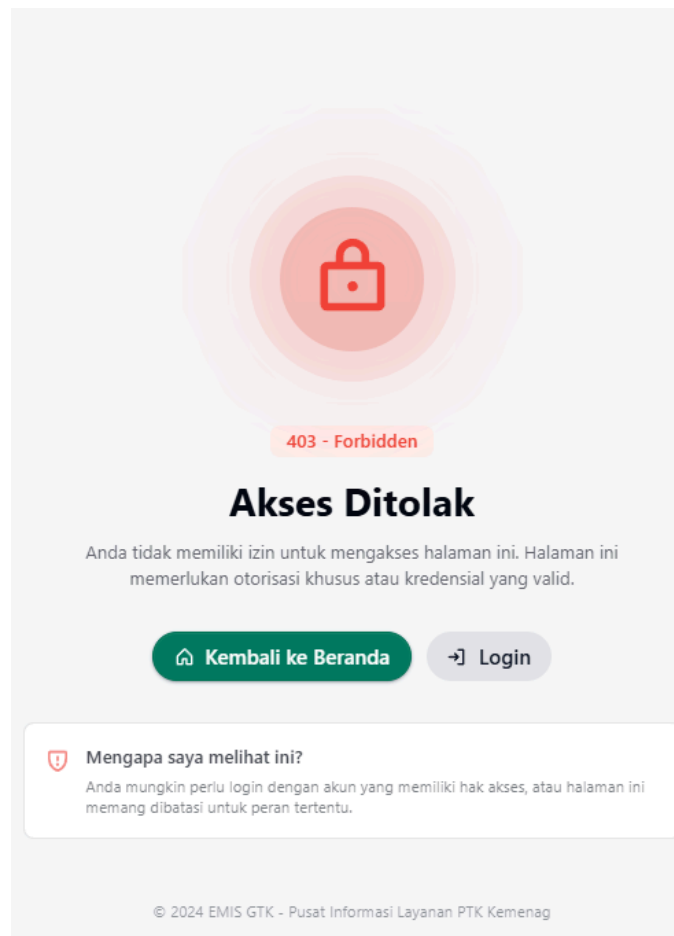 403 - Forbidden
Akses Ditolak
Anda tidak memiliki izin untuk mengakses halaman ini. Halaman ini
memerlukan otorisasi khusus atau kredensial yang valid.
Kembali ke Beranda
Login
Mengapa saya melihat ini?
Anda mungkin perlu login dengan akun yang memiliki hak akses, atau halaman ini
memang dibatasi untuk peran tertentu.
© 2024 EMIS GTK - Pusat Informasi Layanan PTK Kemenag